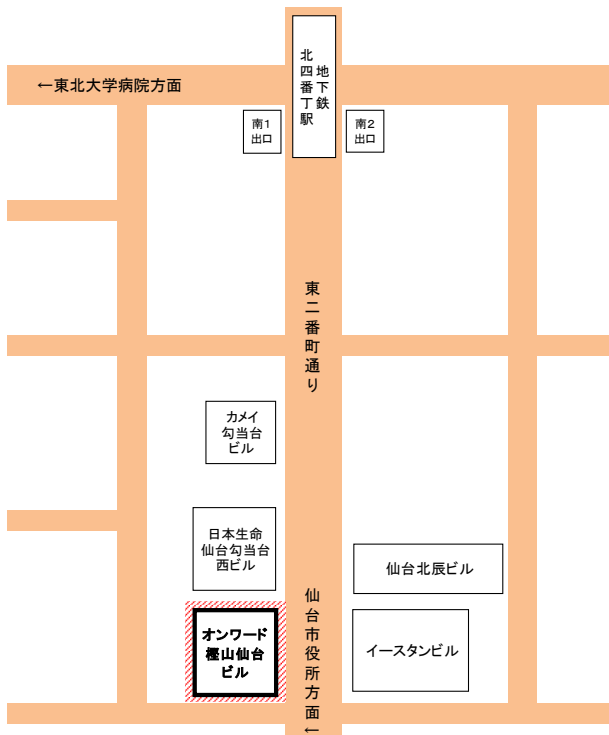 地下鉄
北四番丁駅
←東北大学病院方面
南1
出口
南2
出口
東二番町通り
カメイ
勾当台
ビル
日本生命
仙台勾当台
西ビル
仙台北辰ビル
オンワード
樫山仙台
ビル
イースタンビル
仙台市役所方面←